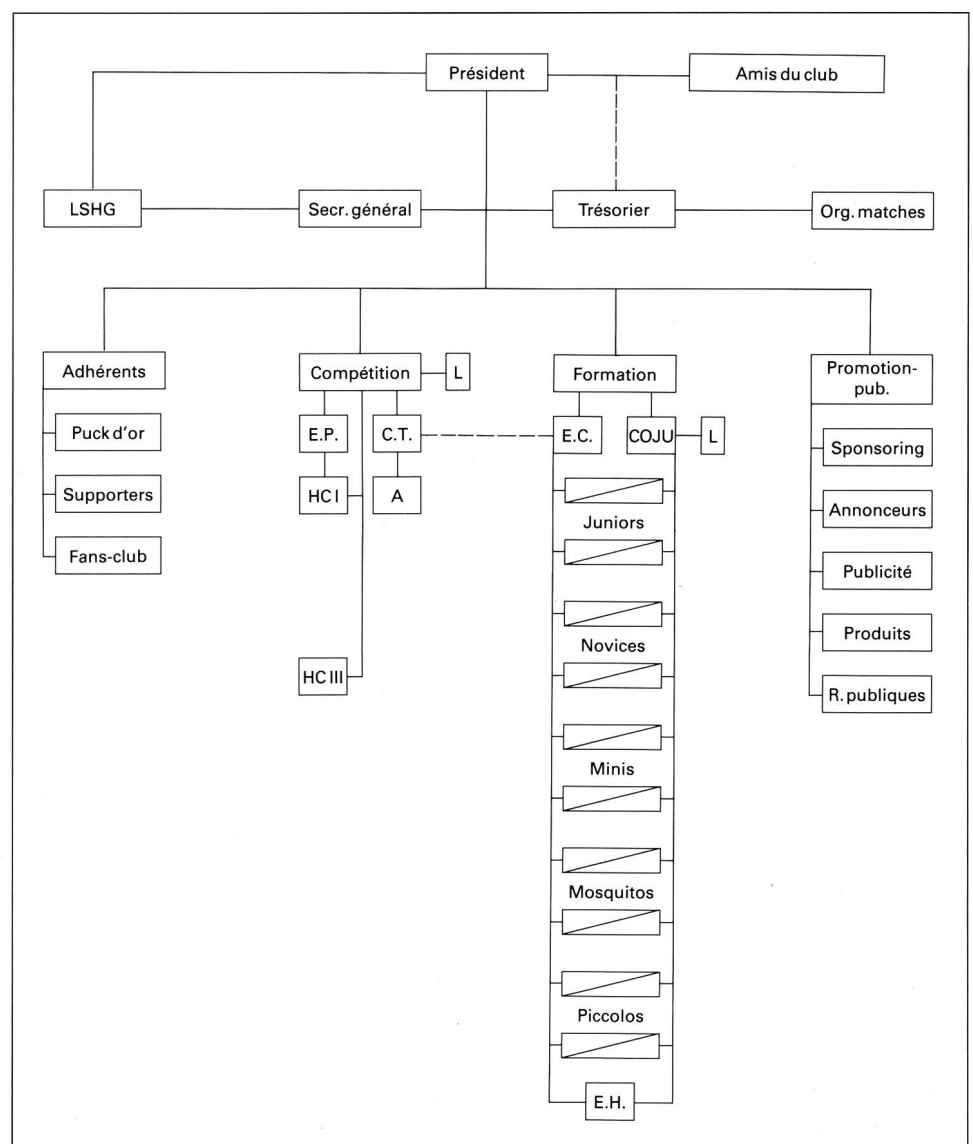 Président
Amis du club
LSHG
Secr. général
Trésorier
Org. matches
Adhérents
Compétition
L
Formation
Promotion-
pub.
Puck d'or
E.P.
C.T.
E.C.
COJU
L
Sponsoring
Supporters
HC I
A
Annonceurs
Juniors
Fans-club
Publicité
Novices
Produits
HC III
R. publiques
Minis
Mosquitos
Piccolos
E.H.